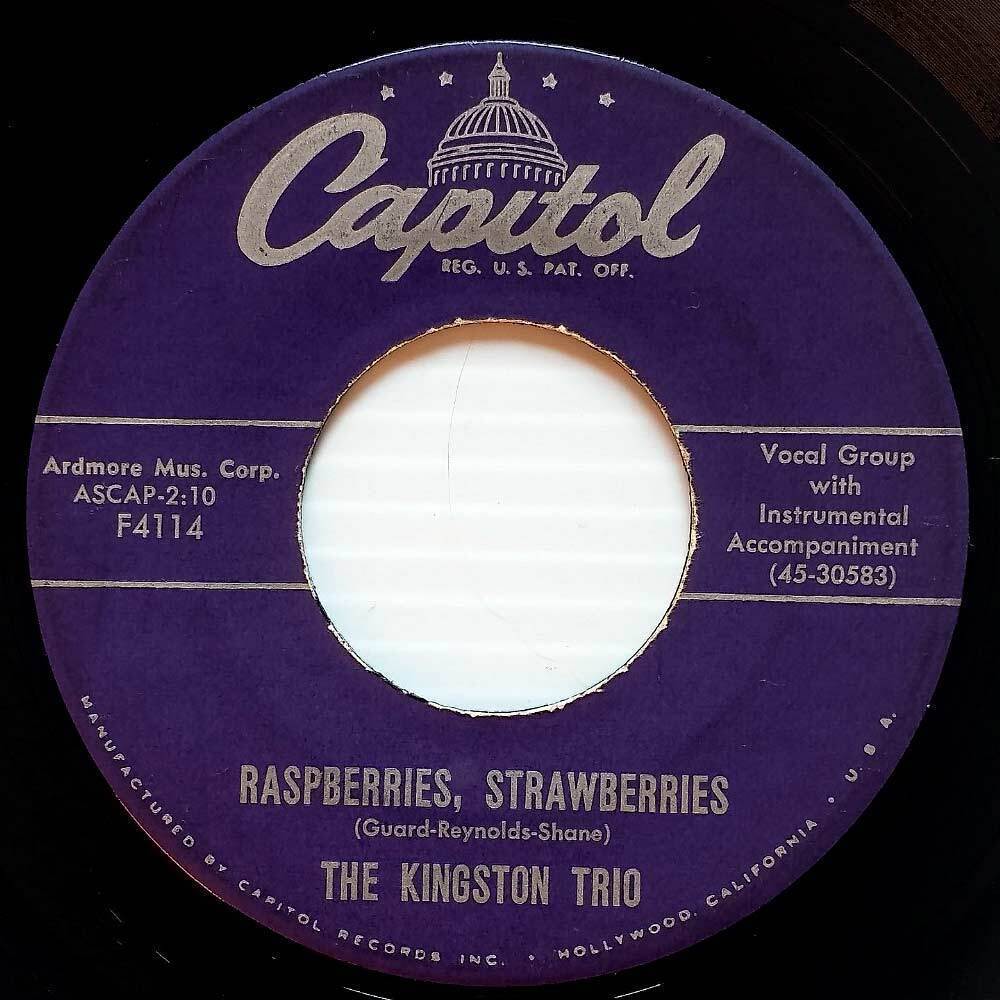 Capitol
REG. U.S. PAT. OFF.
Ardmore Mus. Corp.
ASCAP-2:10
F4114
Vocal Group
with
Instrumental
Accompaniment
(45-30583)
RASPBERRIES, STRAWBERRIES
(Guard-Reynolds-Shane)
THE KINGSTON TRIO
MANUFACTURED BY CAPITOL RECORDS INC. • HOLLYWOOD, CALIFORNIA • U. S. A.